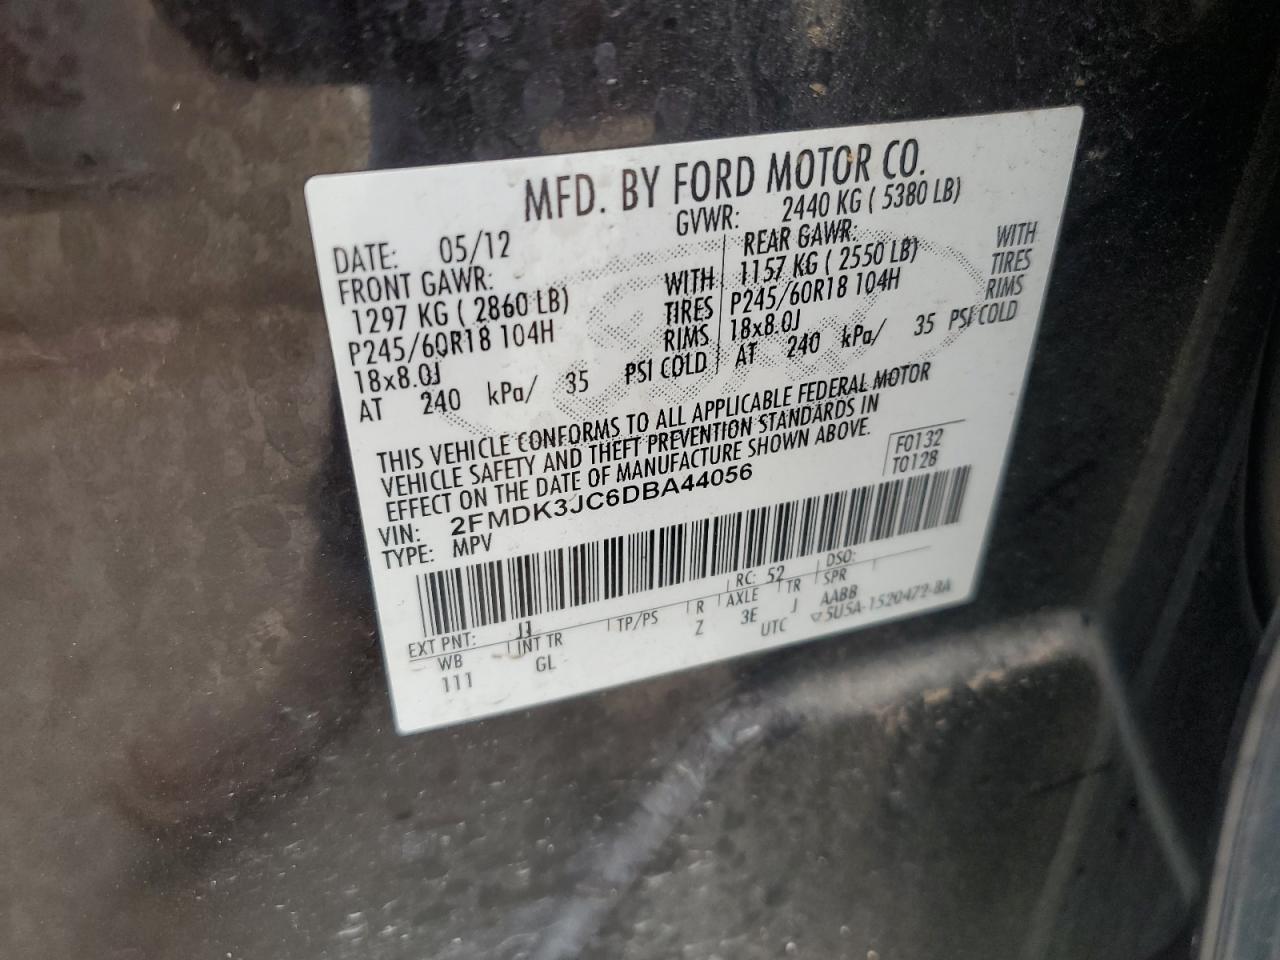 MFD. BY FORD MOTOR CO.
DATE: 05/12 GVWR: 2440 KG ( 5380 LB)
FRONT GAWR: REAR GAWR:
1297 KG ( 2860 LB) WITH 1157 KG ( 2550 LB) WITH
P245/60R18 104H TIRES P245/60R18 104H TIRES
18x8.0J RIMS 18x8.0J RIMS
AT 240 kPa/ 35 PSI COLD AT 240 kPa/ 35 PSI COLD
THIS VEHICLE CONFORMS TO ALL APPLICABLE FEDERAL MOTOR
VEHICLE SAFETY AND THEFT PREVENTION STANDARDS IN
EFFECT ON THE DATE OF MANUFACTURE SHOWN ABOVE.
F0132
T0128
VIN: 2FMDK3JC6DBA44056
TYPE: MPV
EXT PNT: RC: 52 DSO:
WB INT TR TP/PS R AXLE TR SPR
111 GL Z 3E J AABB
UTC 5U5A-1520472-BA